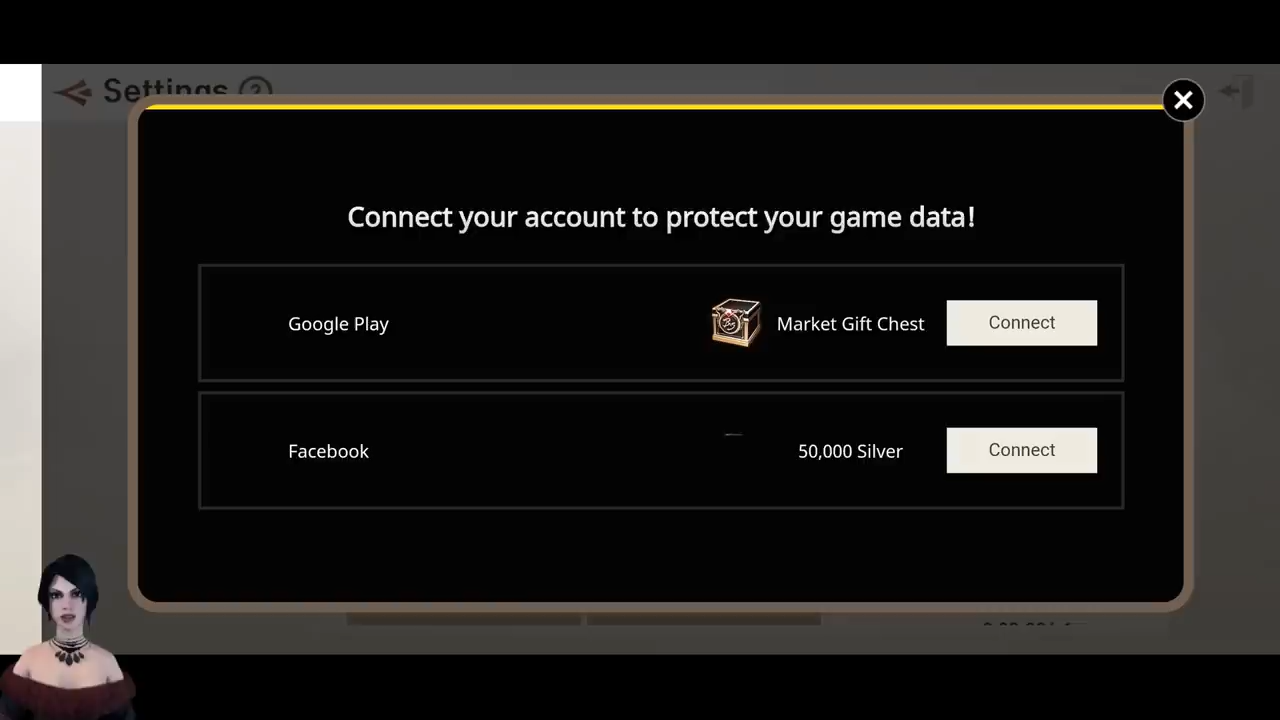 Settings ?
Connect your account to protect your game data!
Google Play
Market Gift Chest
Connect
Facebook
50,000 Silver
Connect